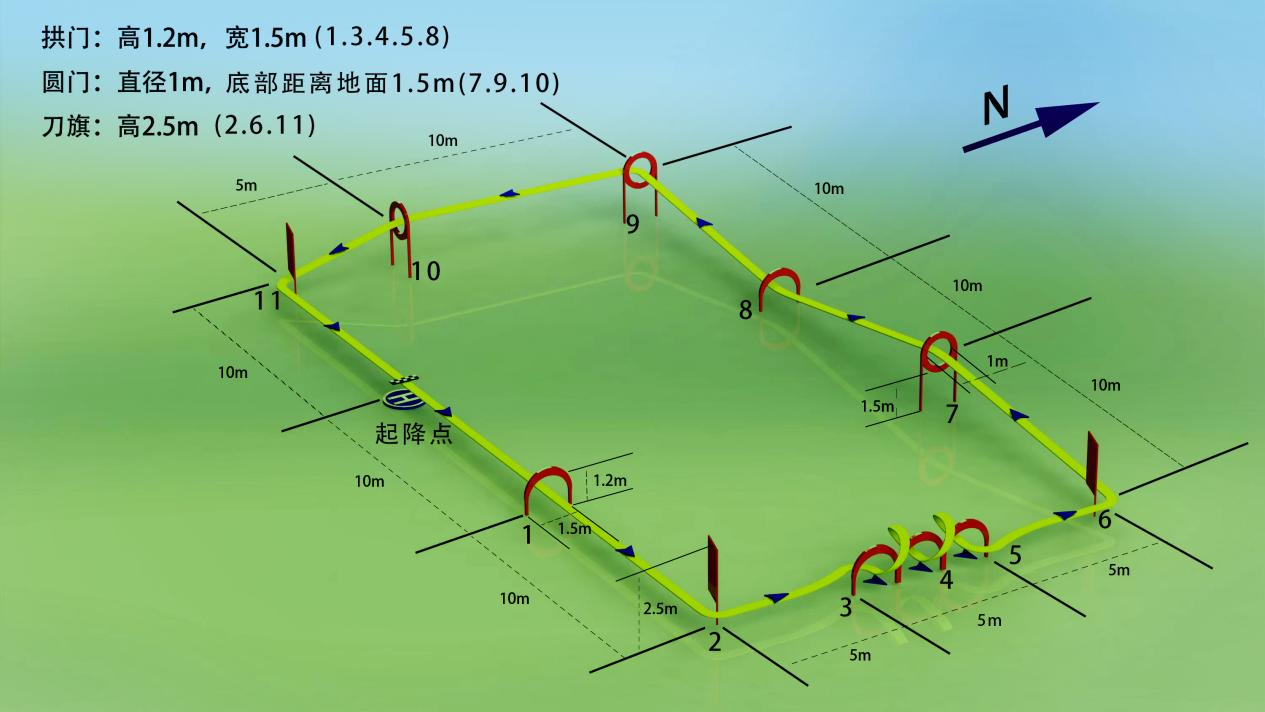 拱门：高1.2m，宽1.5m (1.3.4.5.8)
圆门：直径1m，底部距离地面1.5m(7.9.10)
刀旗：高2.5m (2.6.11)
N
10m
5m
10m
9
10
11
8
10m
10m
1m
1.5m
7
10m
起降点
10m
1.2m
1
1.5m
6
5
4
3
5m
10m
2.5m
2
5m
5m